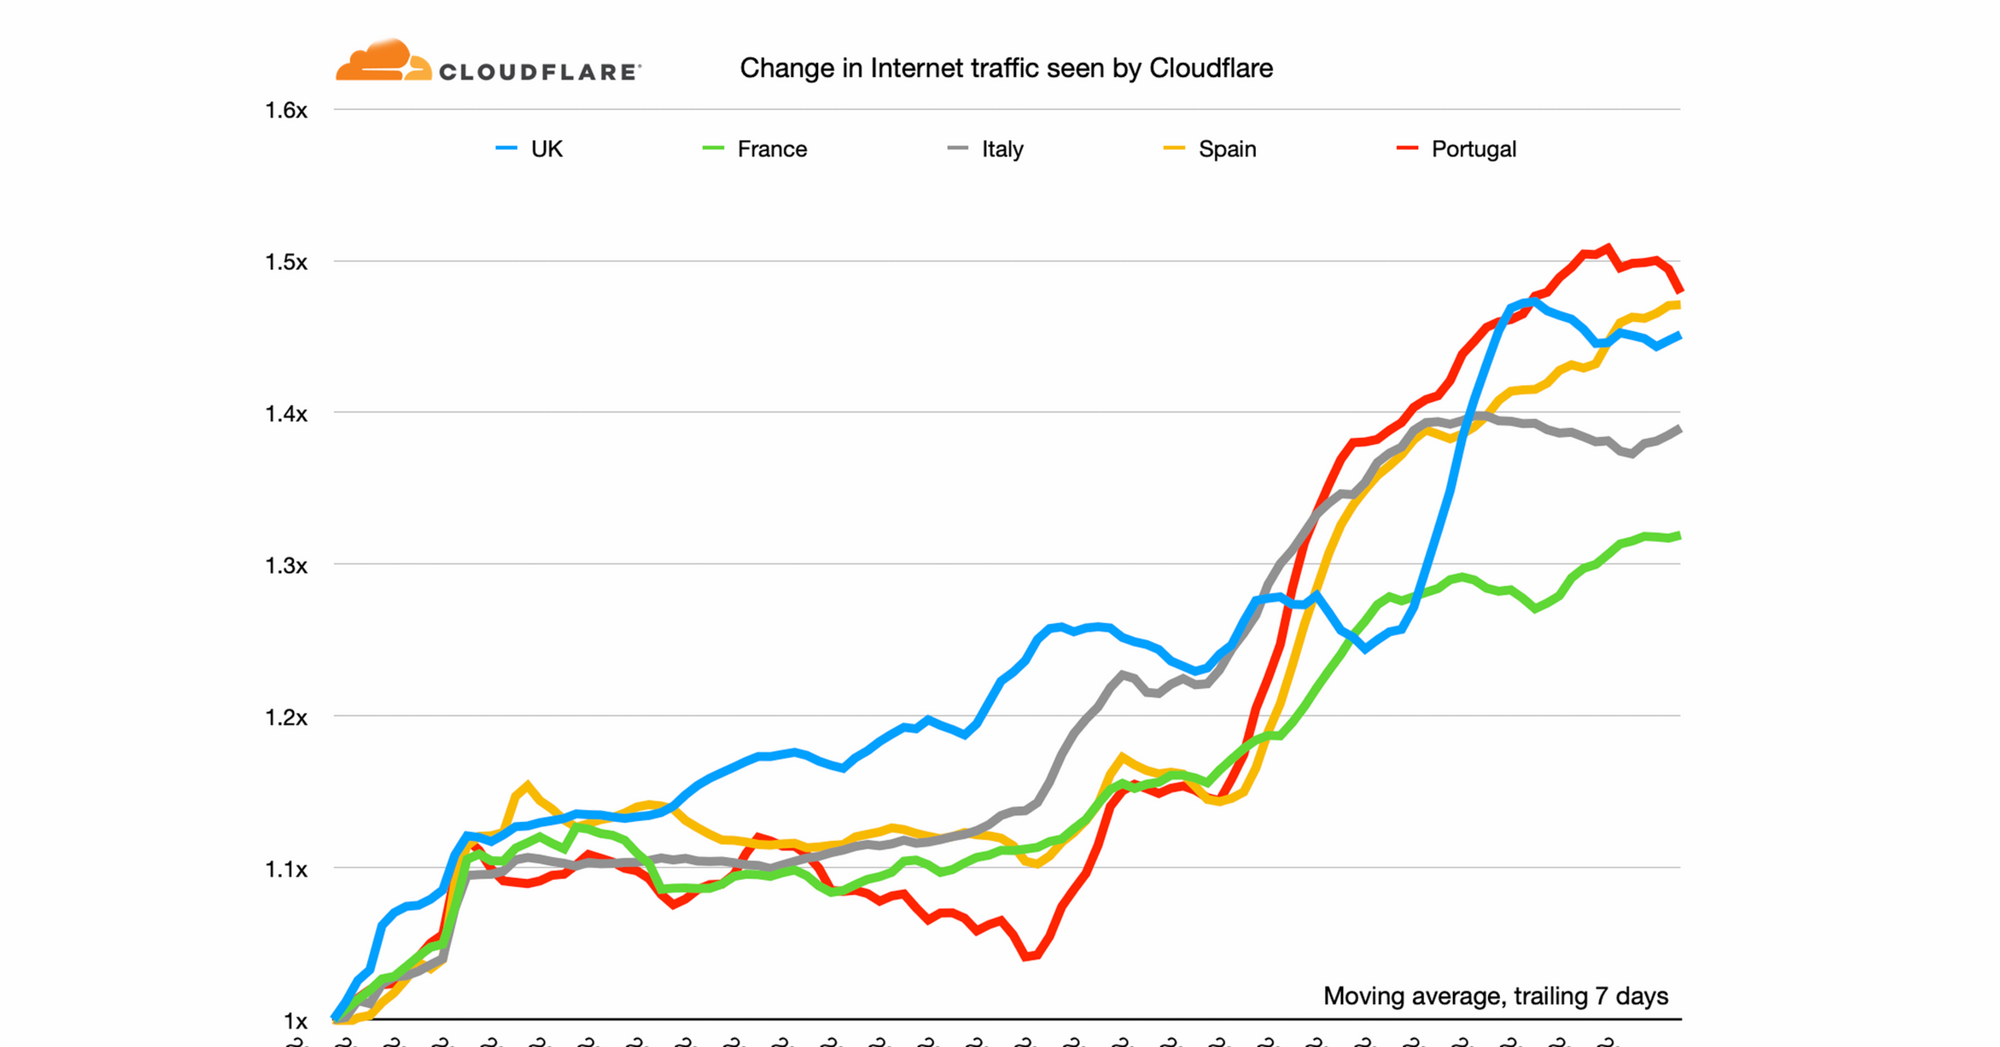 CLOUDFLARE
Change in Internet traffic seen by Cloudflare
1.6x
UK France Italy Spain Portugal
1.5x
1.4x
1.3x
1.2x
1.1x
Moving average, trailing 7 days
1x